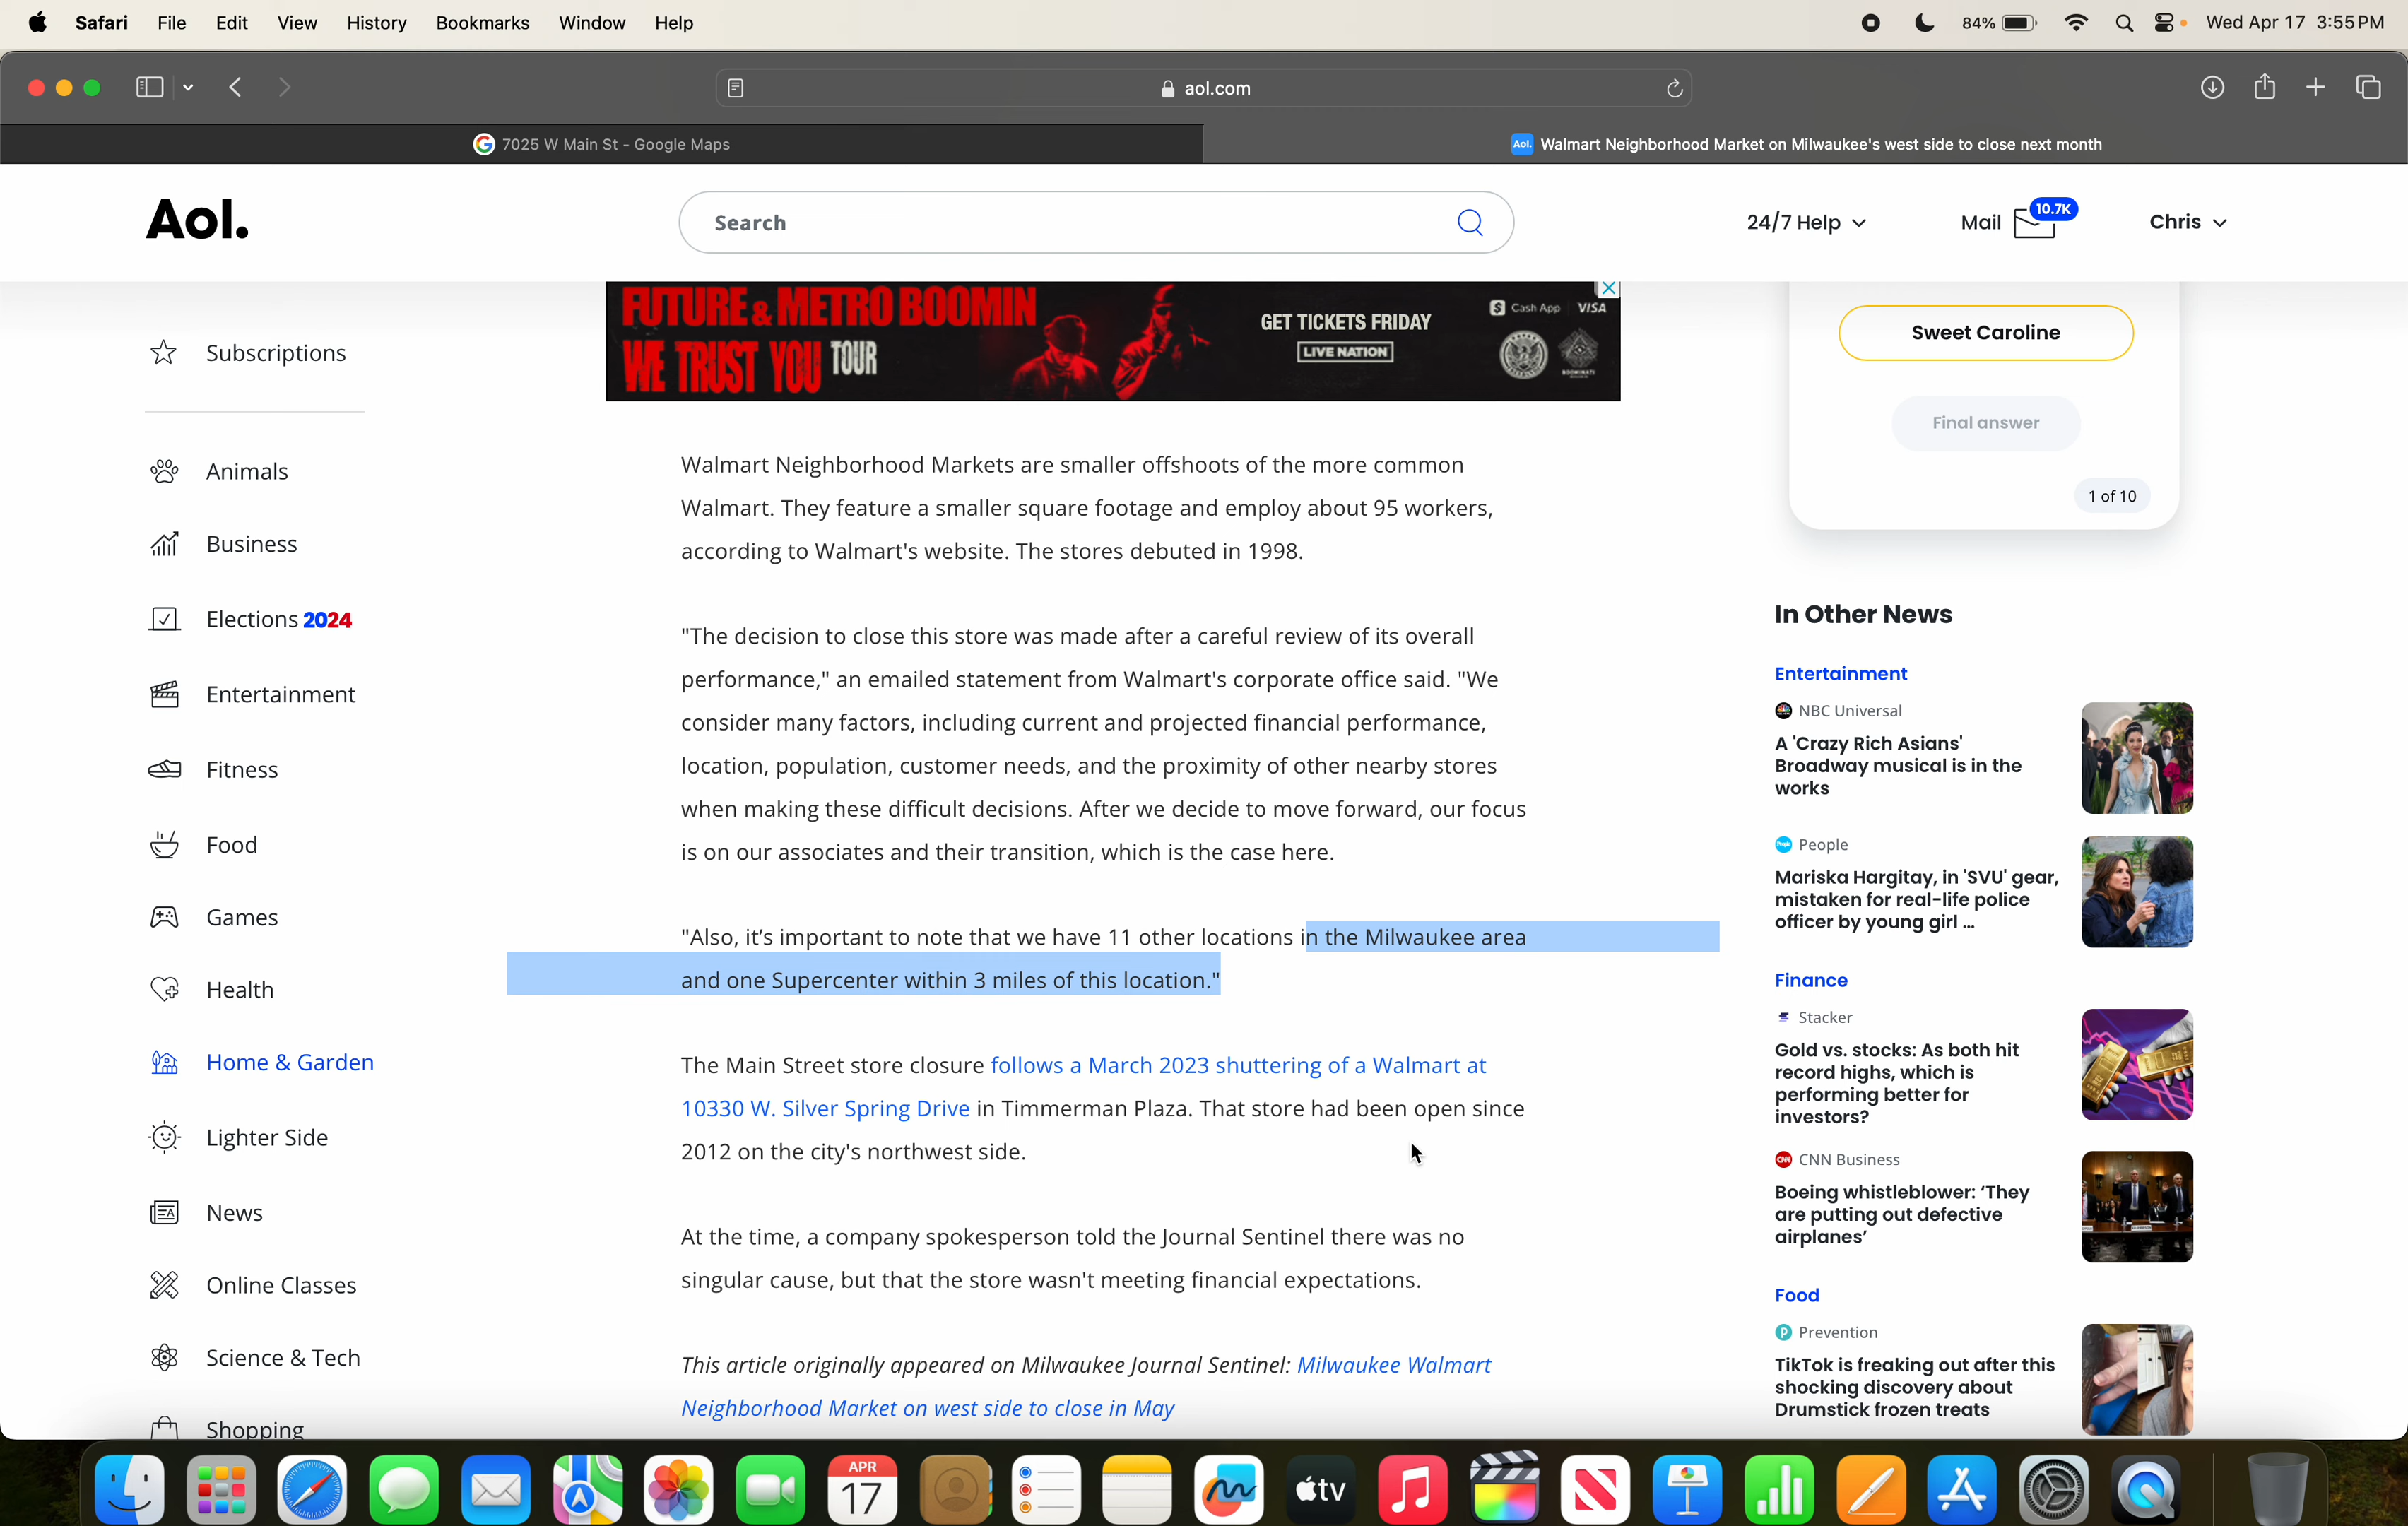 Safari File Edit View History Bookmarks Window Help 84% Wed Apr 17 3:55 PM
aol.com
7025 W Main St - Google Maps
Aol. Walmart Neighborhood Market on Milwaukee's west side to close next month
Aol.
Search
24/7 Help
Mail
10.7K
Chris
FUTURE & METRO BOOMIN
WE TRUST YOU TOUR
GET TICKETS FRIDAY
LIVE NATION
Cash App VISA
Sweet Caroline
Final answer
1 of 10
Subscriptions
Animals
Business
Elections 2024
Entertainment
Fitness
Food
Games
Health
Home & Garden
Lighter Side
News
Online Classes
Science & Tech
Shopping
Walmart Neighborhood Markets are smaller offshoots of the more common
Walmart. They feature a smaller square footage and employ about 95 workers,
according to Walmart's website. The stores debuted in 1998.
"The decision to close this store was made after a careful review of its overall
performance," an emailed statement from Walmart's corporate office said. "We
consider many factors, including current and projected financial performance,
location, population, customer needs, and the proximity of other nearby stores
when making these difficult decisions. After we decide to move forward, our focus
is on our associates and their transition, which is the case here.
"Also, it’s important to note that we have 11 other locations in the Milwaukee area
and one Supercenter within 3 miles of this location."
The Main Street store closure follows a March 2023 shuttering of a Walmart at
10330 W. Silver Spring Drive in Timmerman Plaza. That store had been open since
2012 on the city's northwest side.
At the time, a company spokesperson told the Journal Sentinel there was no
singular cause, but that the store wasn't meeting financial expectations.
This article originally appeared on Milwaukee Journal Sentinel: Milwaukee Walmart
Neighborhood Market on west side to close in May
In Other News
Entertainment
NBC Universal
A 'Crazy Rich Asians'
Broadway musical is in the
works
People
Mariska Hargitay, in 'SVU' gear,
mistaken for real-life police
officer by young girl ...
Finance
Stacker
Gold vs. stocks: As both hit
record highs, which is
performing better for
investors?
CNN Business
Boeing whistleblower: ‘They
are putting out defective
airplanes’
Food
Prevention
TikTok is freaking out after this
shocking discovery about
Drumstick frozen treats
APR
17
tv